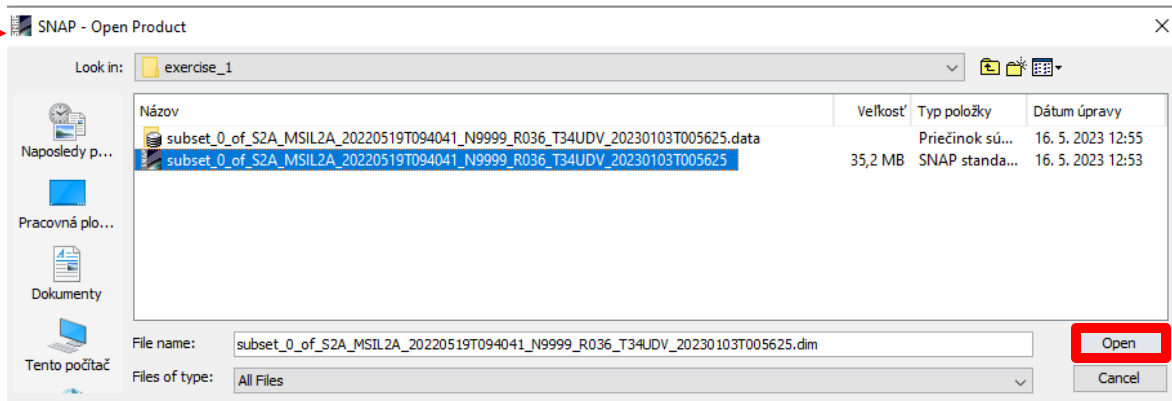 SNAP - Open Product
Look in: exercise_1
Názov Veľkosť Typ položky Dátum úpravy
subset_0_of_S2A_MSIL2A_20220519T094041_N9999_R036_T34UDV_20230103T005625.data Priečinok sú... 16. 5. 2023 12:55
subset_0_of_S2A_MSIL2A_20220519T094041_N9999_R036_T34UDV_20230103T005625 35,2 MB SNAP standa... 16. 5. 2023 12:53
Naposledy p...
Pracovná plo...
Dokumenty
Tento počítač
File name: subset_0_of_S2A_MSIL2A_20220519T094041_N9999_R036_T34UDV_20230103T005625.dim Open
Files of type: All Files Cancel